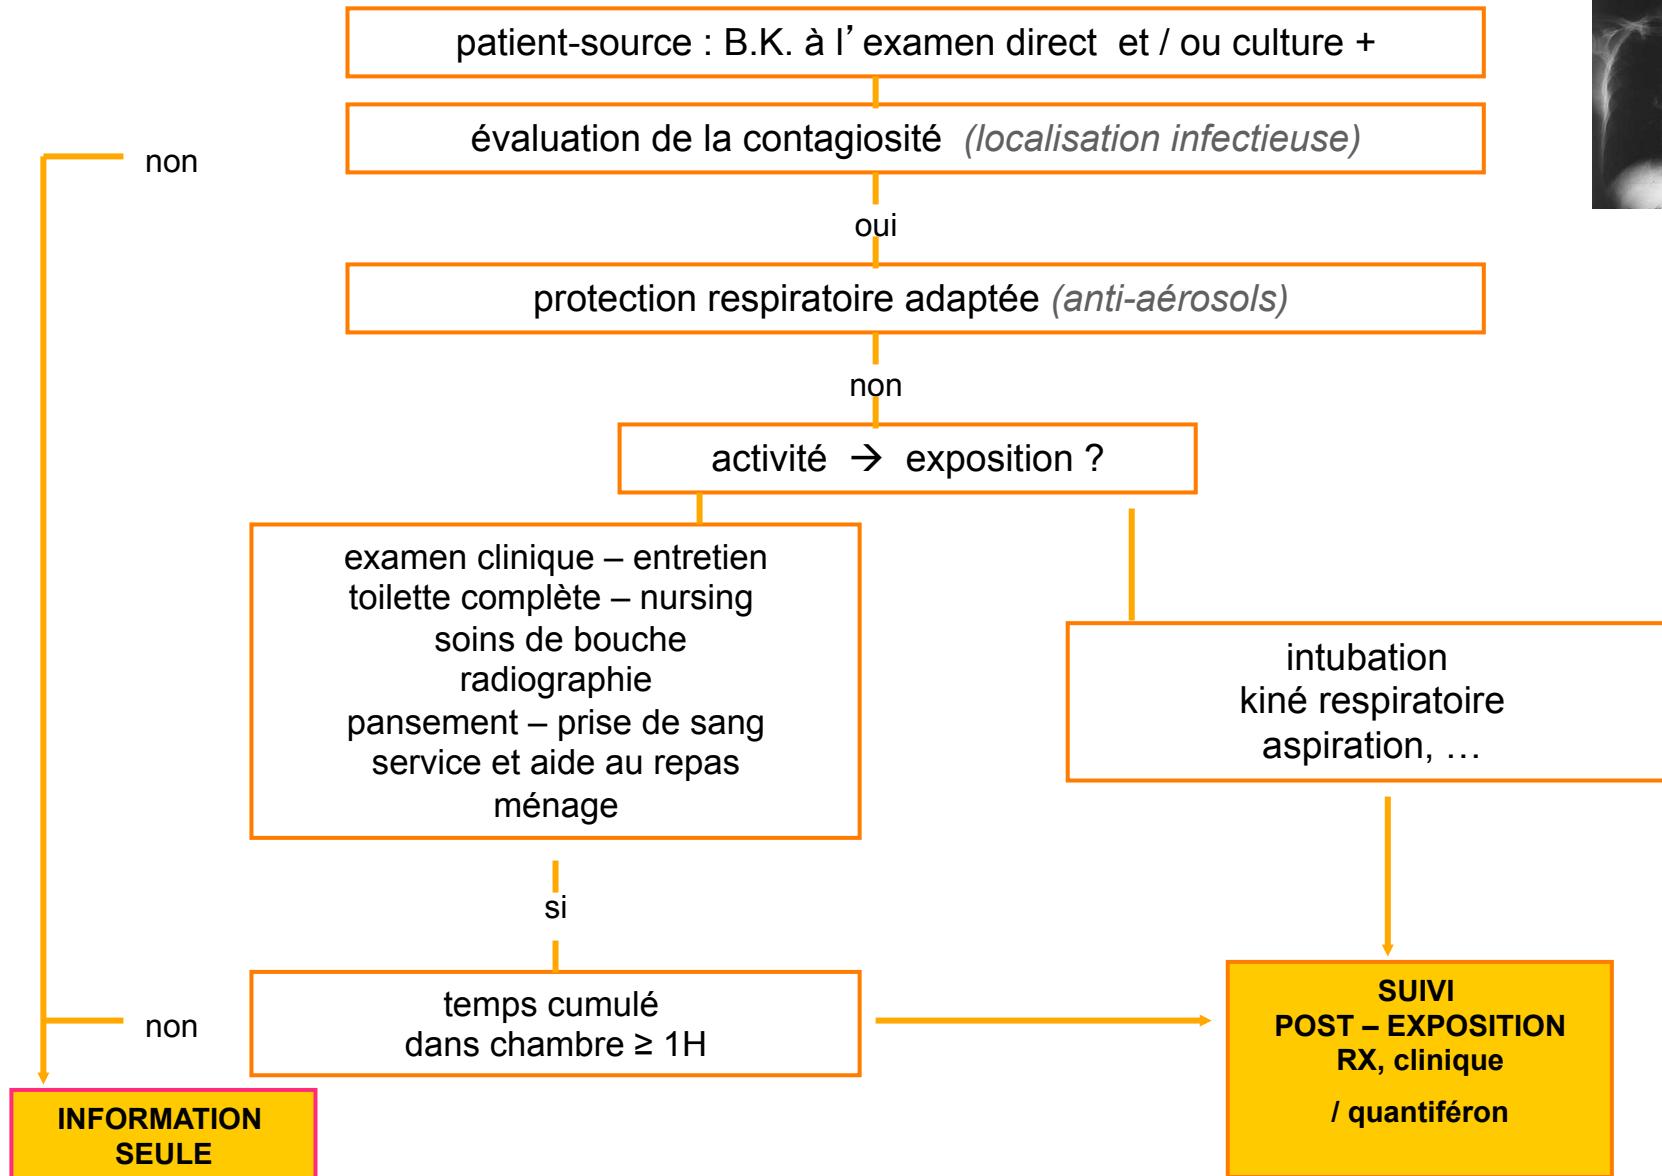 patient-source : B.K. à l’examen direct et / ou culture +
évaluation de la contagiosité (localisation infectieuse)
non
oui
protection respiratoire adaptée (anti-aérosols)
non
activité → exposition ?
examen clinique – entretien
toilette complète – nursing
soins de bouche
radiographie
pansement – prise de sang
service et aide au repas
ménage
intubation
kiné respiratoire
aspiration, …
si
non
temps cumulé
dans chambre ≥ 1H
SUIVI
POST – EXPOSITION
RX, clinique
/ quantiféron
INFORMATION
SEULE